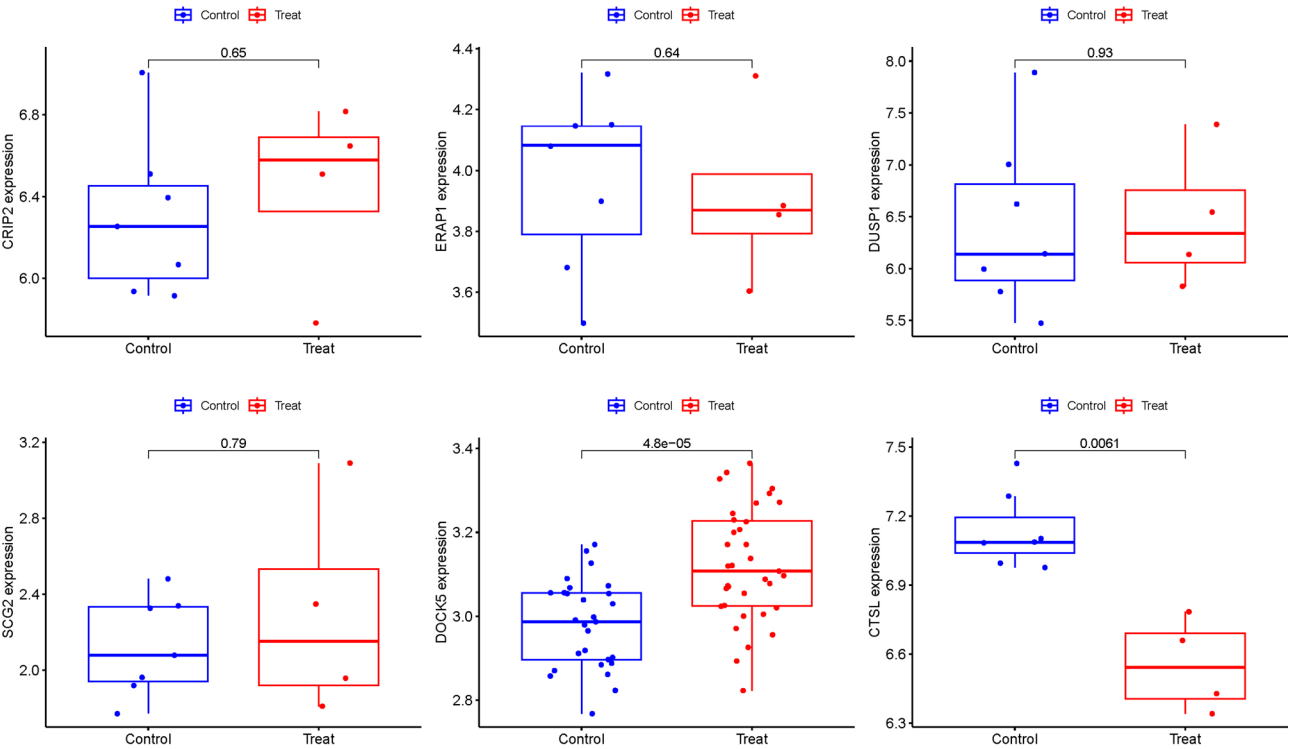 Control Treat
0.65
CRIP2 expression
6.8
6.4
6.0
Control Treat
Control Treat
0.64
ERAP1 expression
4.4
4.2
4.0
3.8
3.6
Control Treat
Control Treat
0.93
DUSP1 expression
8.0
7.5
7.0
6.5
6.0
5.5
Control Treat
Control Treat
0.79
SCG2 expression
3.2
2.8
2.4
2.0
Control Treat
Control Treat
4.8e−05
DOCK5 expression
3.4
3.2
3.0
2.8
Control Treat
Control Treat
0.0061
CTSL expression
7.5
7.2
6.9
6.6
6.3
Control Treat